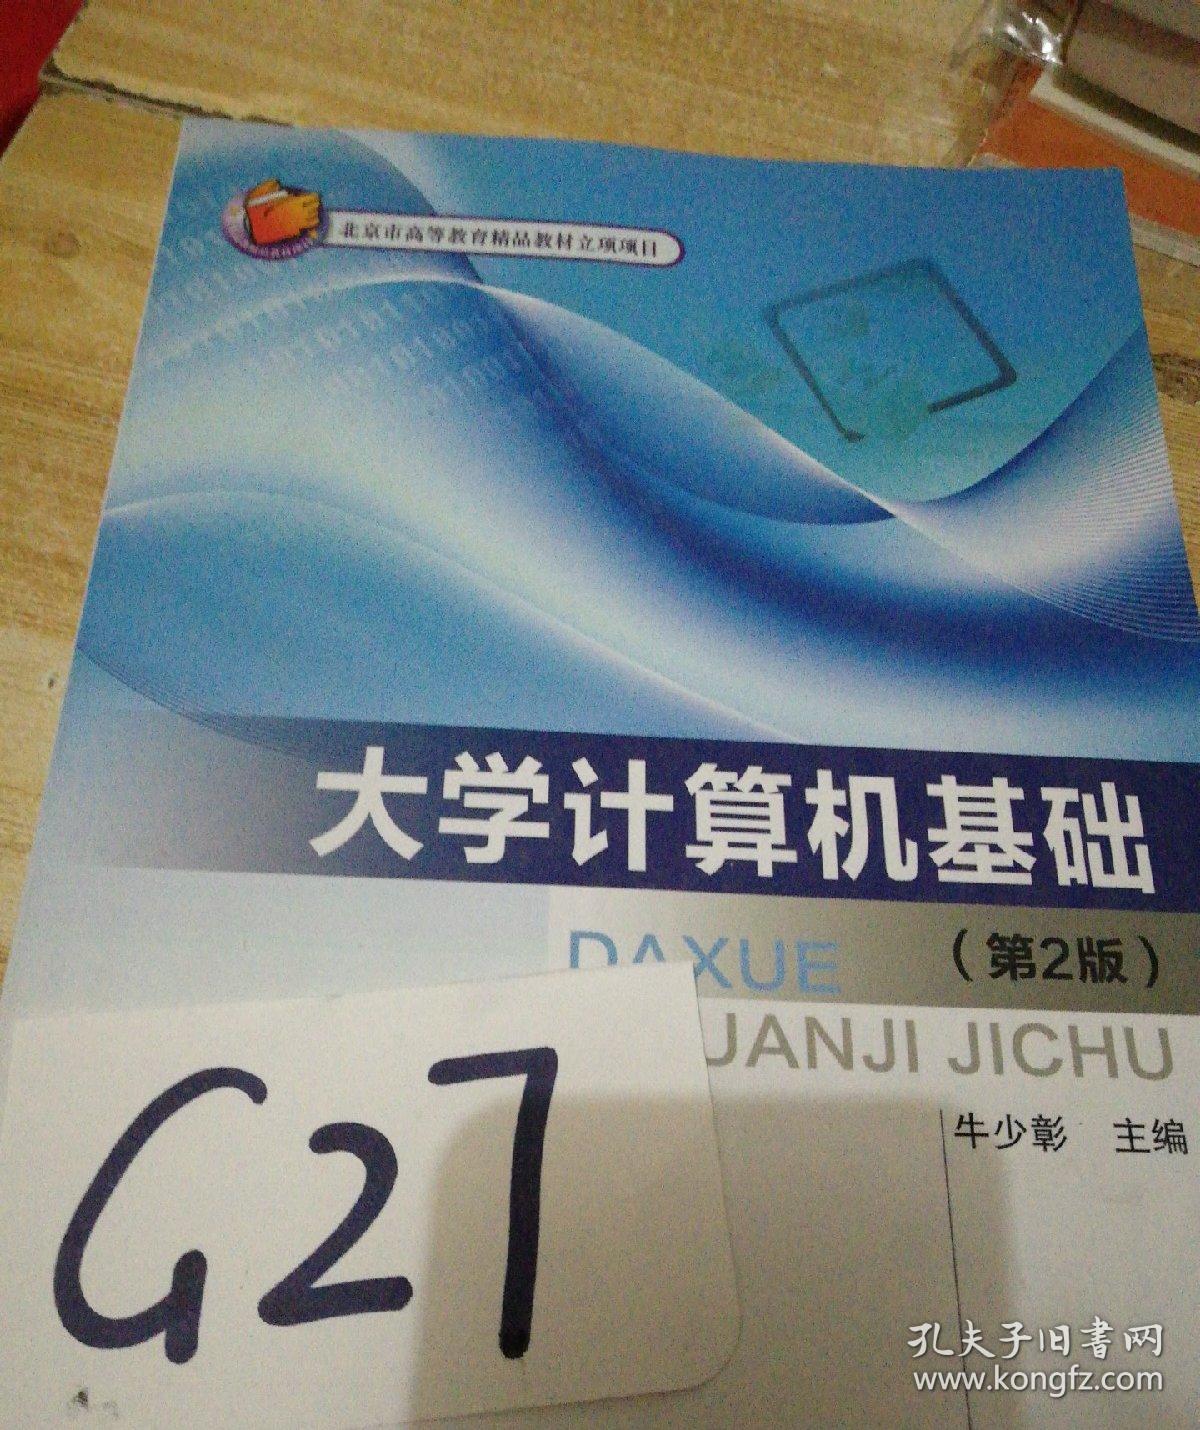 北京市高等教育精品教材立项项目
大学计算机基础
DAXUE
(第2版)
UANJI JICHU
牛少彰 主编
G27
孔夫子旧书网
www.kongfz.com